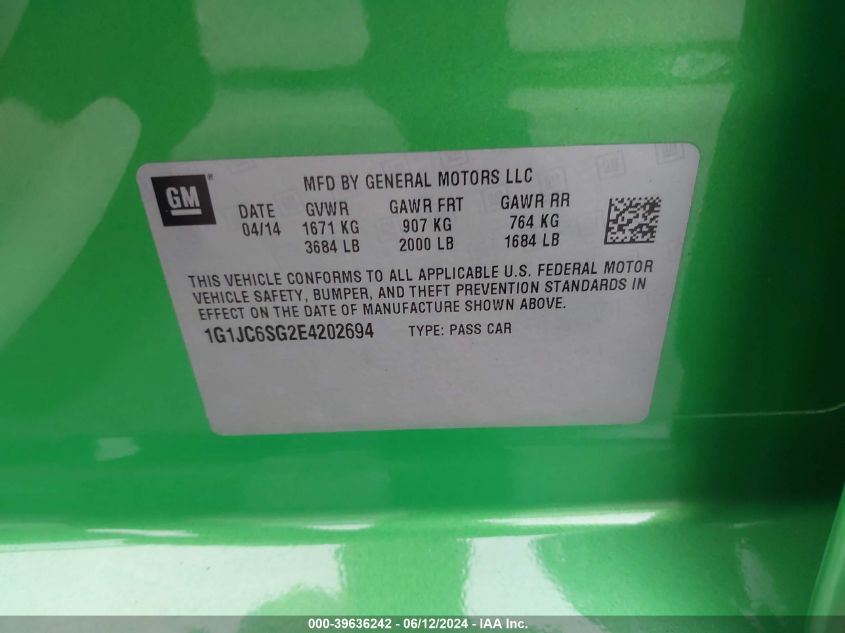 GM®
MFD BY GENERAL MOTORS LLC
DATE GVWR GAWR FRT GAWR RR
04/14 1671 KG 907 KG 764 KG
3684 LB 2000 LB 1684 LB
THIS VEHICLE CONFORMS TO ALL APPLICABLE U.S. FEDERAL MOTOR
VEHICLE SAFETY, BUMPER, AND THEFT PREVENTION STANDARDS IN
EFFECT ON THE DATE OF MANUFACTURE SHOWN ABOVE.
1G1JC6SG2E4202694 TYPE: PASS CAR
000-39636242 - 06/12/2024 - IAA Inc.